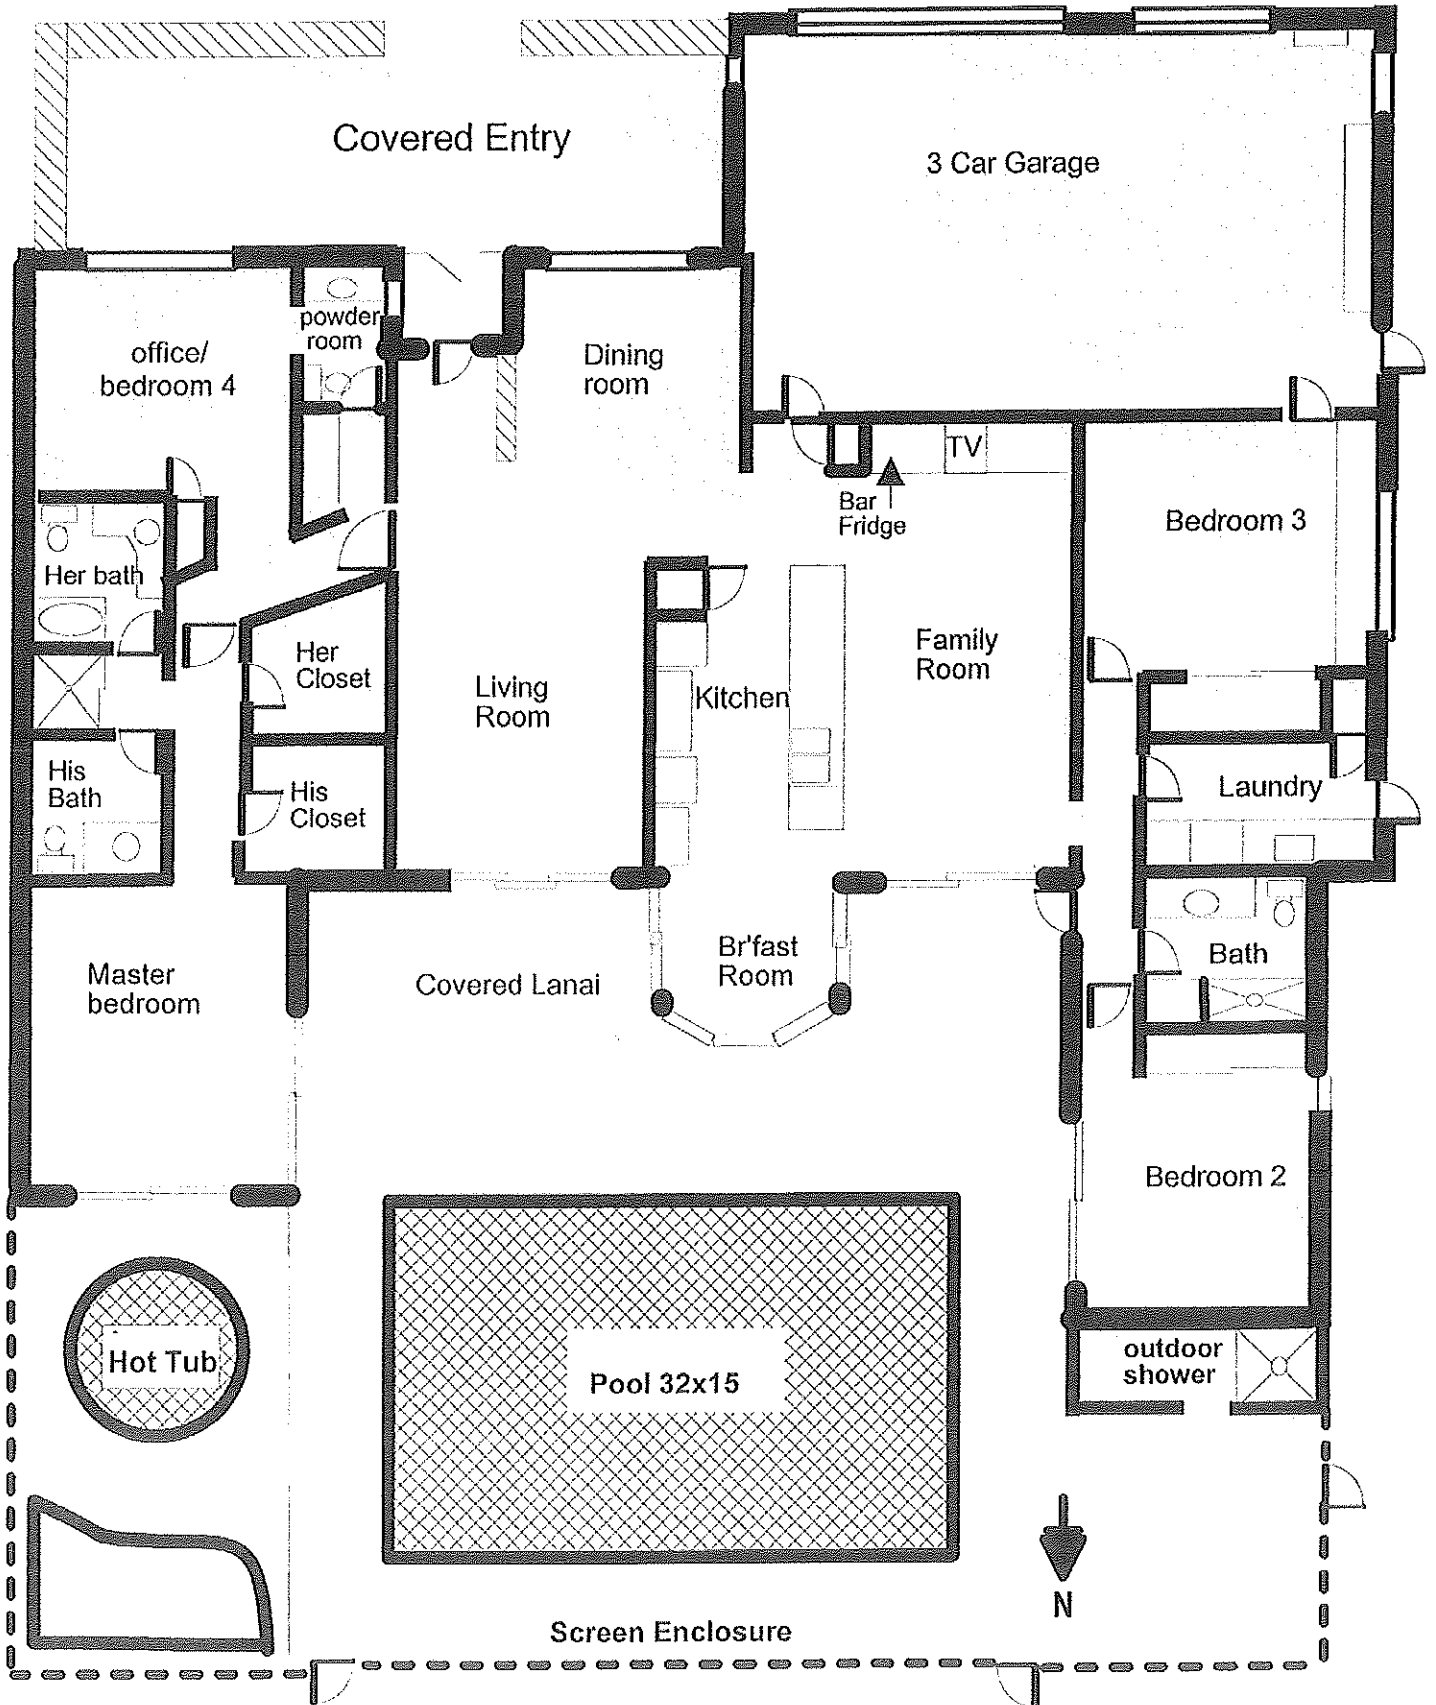 Covered Entry
3 Car Garage
powder
room
office/
bedroom 4
Dining
room
TV
Bar
Fridge
Bedroom 3
Her bath
Her
Closet
Living
Room
Kitchen
Family
Room
His
Bath
His
Closet
Laundry
Master
bedroom
Covered Lanai
Br'fast
Room
Bath
Bedroom 2
Hot Tub
Pool 32x15
outdoor
shower
N
Screen Enclosure